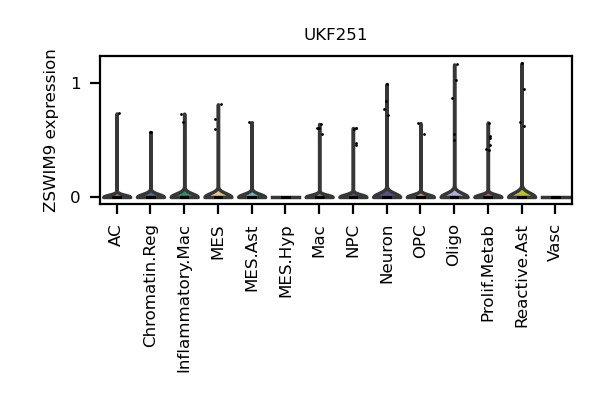 UKF251
ZSWIM9 expression
1
0
AC
Chromatin.Reg
Inflammatory.Mac
MES
MES.Ast
MES.Hyp
Mac
NPC
Neuron
OPC
Oligo
Prolif.Metab
Reactive.Ast
Vasc